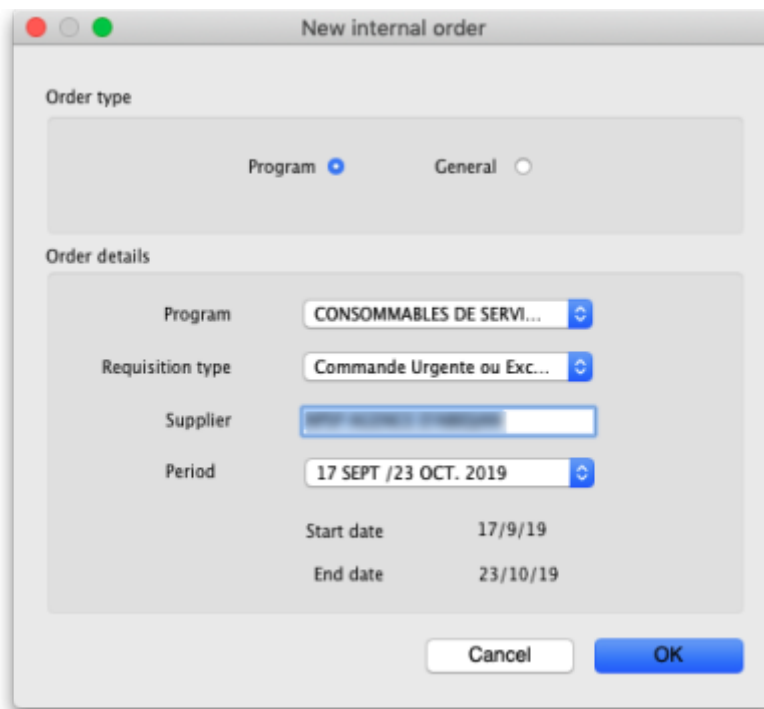 New internal order
Order type
Program
General
Order details
Program CONSOMMABLES DE SERVI...
Requisition type Commande Urgente ou Exc...
Supplier
Period 17 SEPT /23 OCT. 2019
Start date 17/9/19
End date 23/10/19
Cancel OK